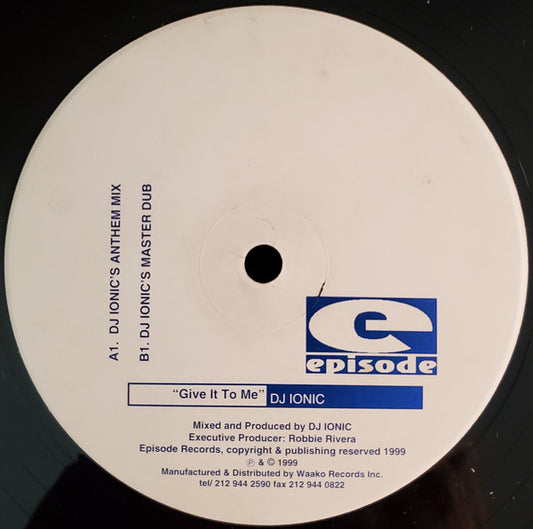 A1. DJ IONIC'S ANTHEM MIX
B1. DJ IONIC'S MASTER DUB
e
episode
"Give It To Me" DJ IONIC
Mixed and Produced by DJ IONIC
Executive Producer: Robbie Rivera
Episode Records, copyright & publishing reserved 1999
℗ & © 1999
Manufactured & Distributed by Waako Records Inc.
tel/ 212 944 2590 fax 212 944 0822